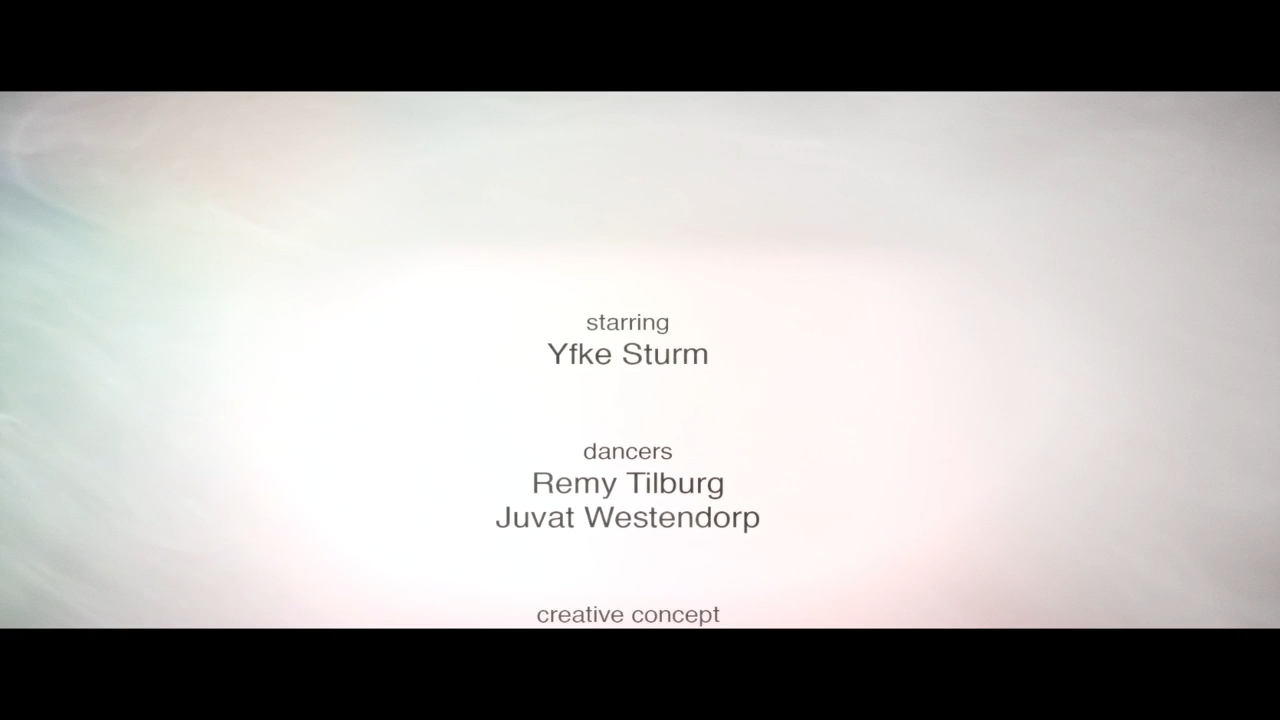 starring
Yfke Sturm
dancers
Remy Tilburg
Juvat Westendorp
creative concept